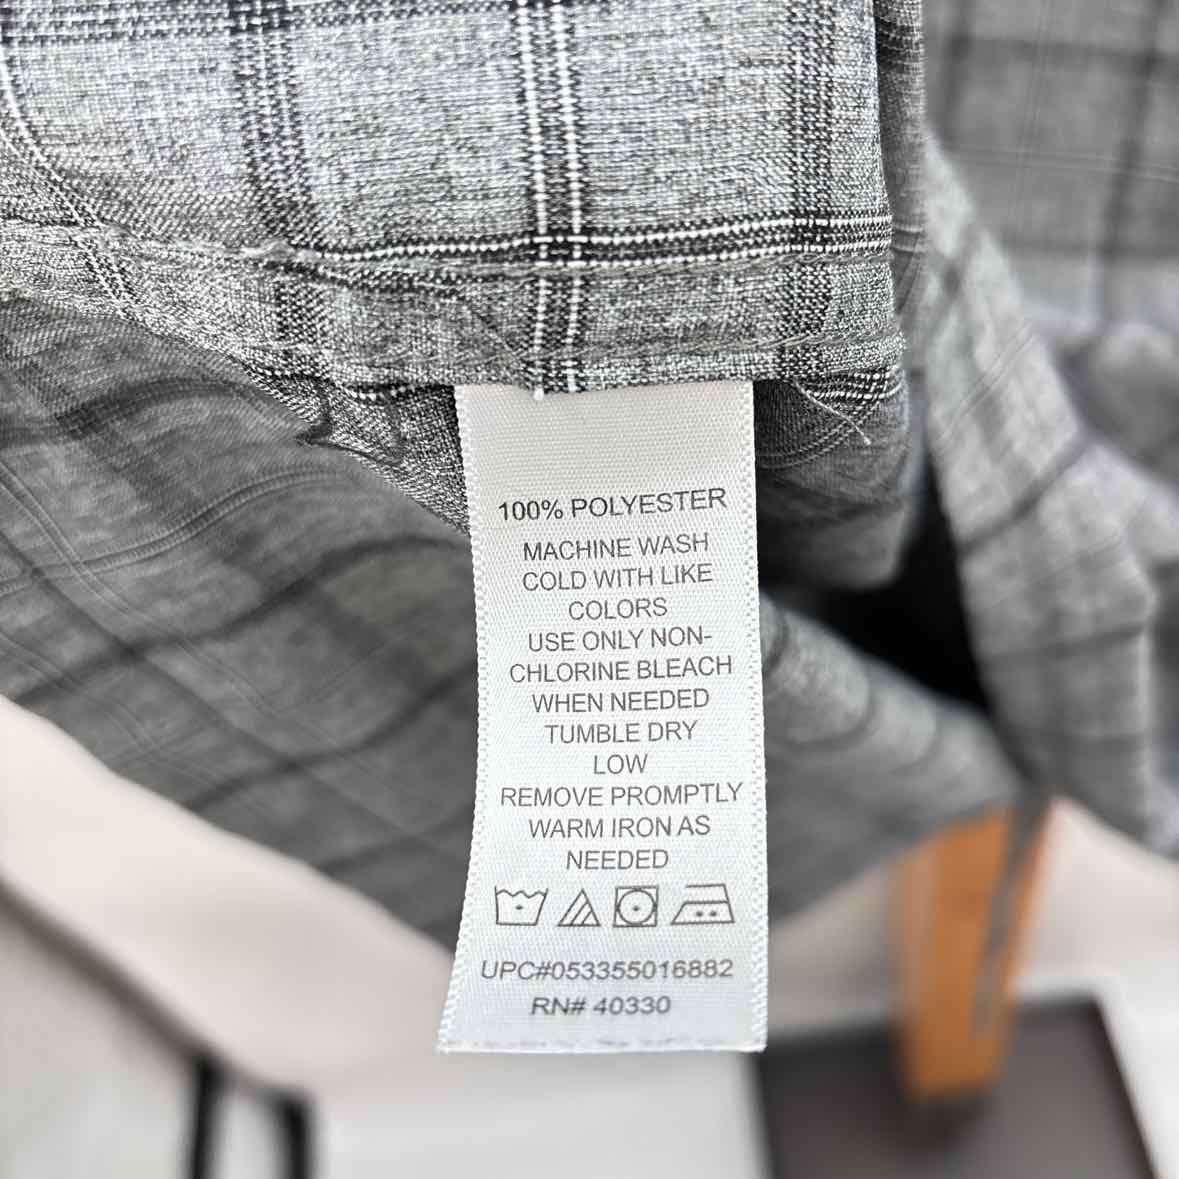 100% POLYESTER
MACHINE WASH
COLD WITH LIKE
COLORS
USE ONLY NON-
CHLORINE BLEACH
WHEN NEEDED
TUMBLE DRY
LOW
REMOVE PROMPTLY
WARM IRON AS
NEEDED
UPC#053355016882
RN# 40330